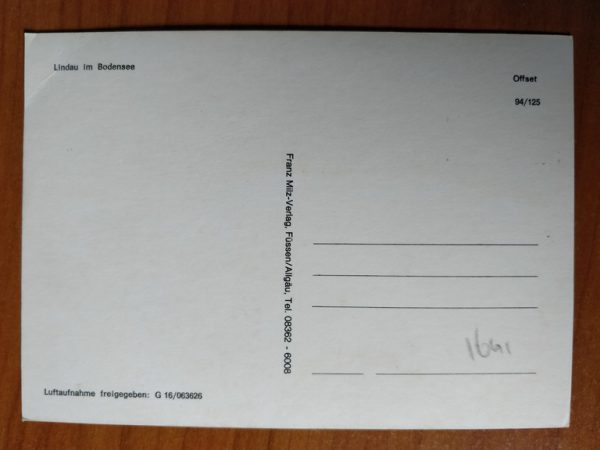 Lindau im Bodensee
Offset
94/125
Franz Milz-Verlag, Füssen/Allgäu, Tel. 08362 - 6008
Luftaufnahme freigegeben: G 16/063626